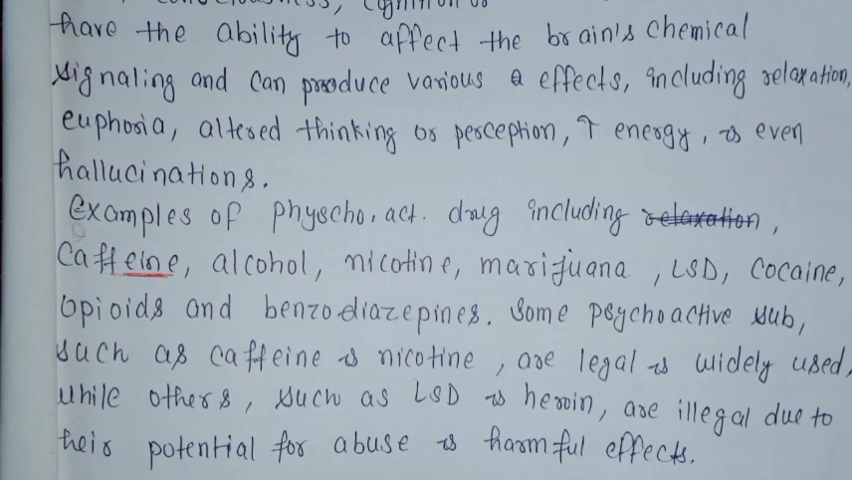 consciousness, cognition or
have the ability to affect the brain's chemical
signaling and can produce various effects, including relaxation,
euphoria, altered thinking or perception, ↑ energy, & even
hallucinations.
Examples of physcho. act. drug including relaxation,
Caffeine, alcohol, nicotine, marijuana, LSD, cocaine,
opioids and benzodiazepines. Some psychoactive sub,
such as caffeine & nicotine, are legal & widely used,
while others, such as LSD & heroin, are illegal due to
their potential for abuse & harmful effects.